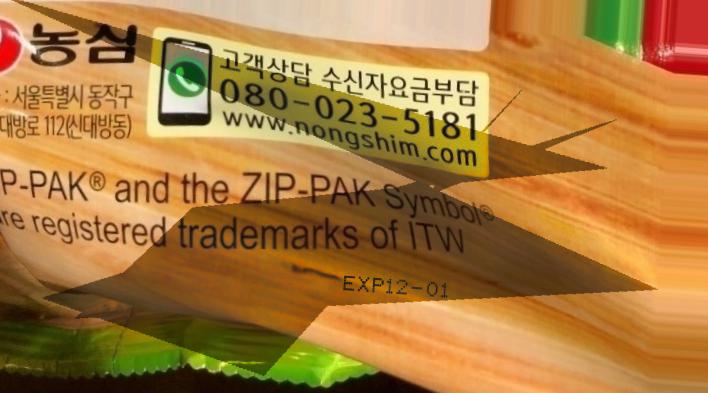 농심
: 서울특별시 동작구
대방로 112(신대방동)
고객상담 수신자요금부담
080-023-5181
www.nongshim.com
P-PAK® and the ZIP-PAK Symbol®
re registered trademarks of ITW
EXP12-01